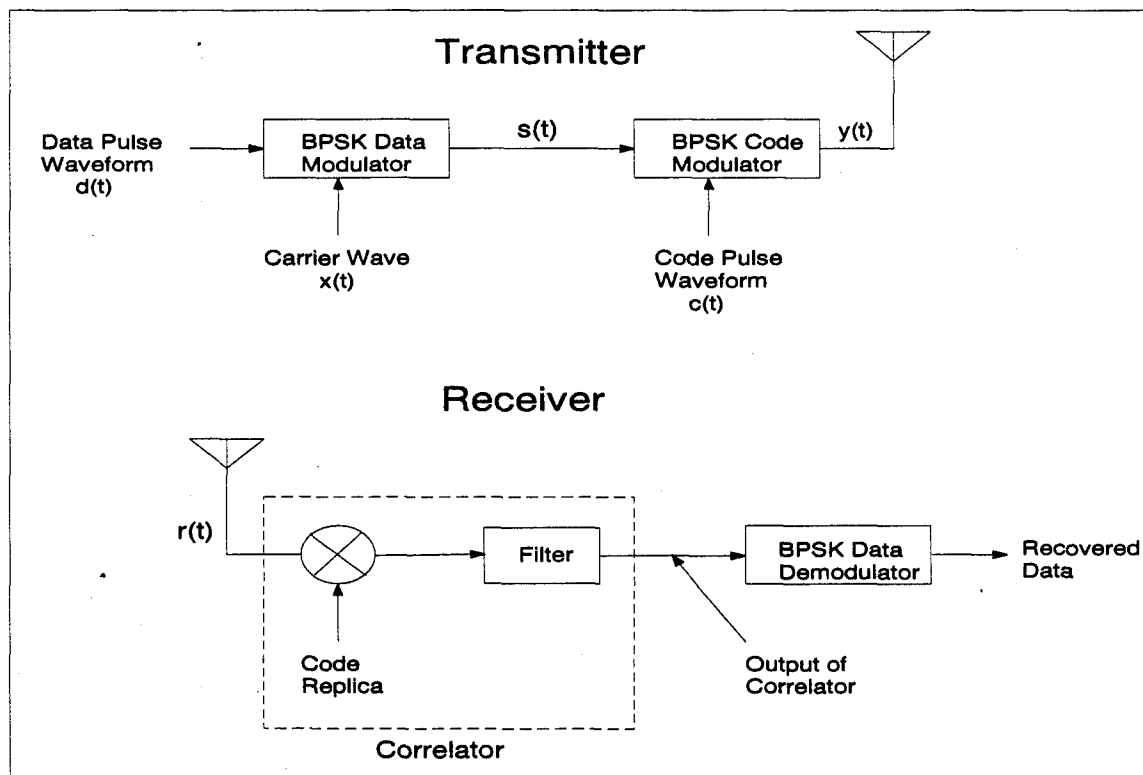 Transmitter
Data Pulse
Waveform
d(t)
BPSK Data
Modulator
s(t)
BPSK Code
Modulator
y(t)
Carrier Wave
x(t)
Code Pulse
Waveform
c(t)
Receiver
r(t)
Filter
BPSK Data
Demodulator
Recovered
Data
Code
Replica
Output of
Correlator
Correlator